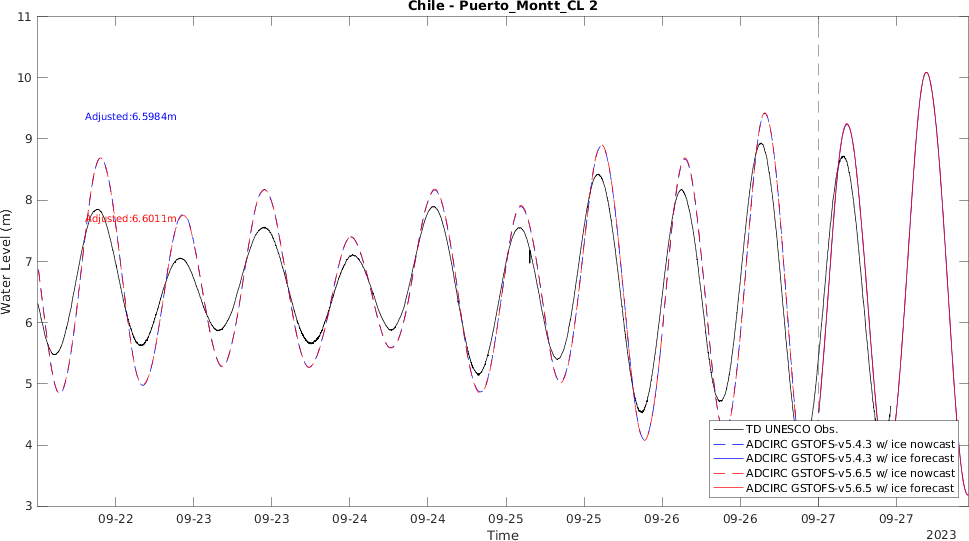 Chile - Puerto_Montt_CL 2
11
10
9
8
7
6
5
4
3
Water Level (m)
Adjusted:6.5984m
Adjusted:6.6011m
TD UNESCO Obs.
ADCIRC GSTOFS-v5.4.3 w/ ice nowcast
ADCIRC GSTOFS-v5.4.3 w/ ice forecast
ADCIRC GSTOFS-v5.6.5 w/ ice nowcast
ADCIRC GSTOFS-v5.6.5 w/ ice forecast
09-22 09-23 09-23 09-24 09-24 09-25 09-25 09-26 09-26 09-27 09-27
Time
2023